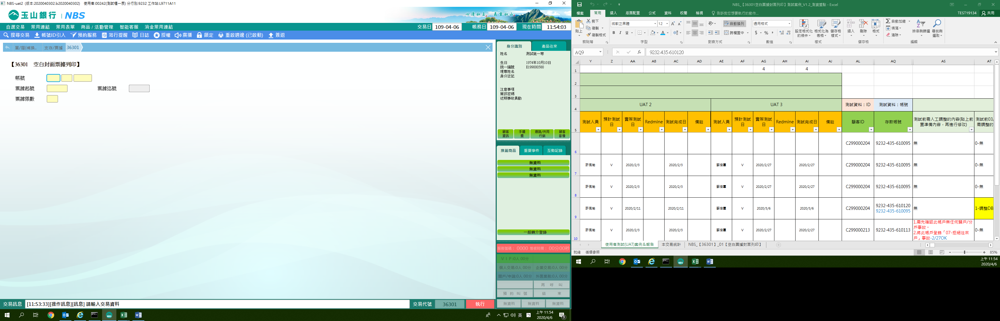 NBS-uat2 (版本:2020040302.b2020040302) 使用者:00242(測試櫃一辰) 分行別:9232 工作站:L9711A11
玉山銀行 | NBS
心清如玉, 義重如山。
自選交易 常用連結 常用表單 商品 / 活動管理 智能客服 消金常用連結
交易日 109-04-06 帳務日 109-04-06 現在時間 11:54:03
搜尋交易 帳號ID引入 預約服務 蒞行提醒 日誌 授權 廣播 鎖定 重啟週邊 (已啟動) 簽退
單/摺(補換.. 支存/票據 36301
【36301 空白封面票據列印】
帳號
票據起號 票據迄號
票據張數
身分識別 產品往來
姓名 測試施一寒
生日 1974年10月10日
統一編號 E199000580
理專姓名
身分註記
注意事項
簡訊密碼
近期事故異動
顧客資訊 手續費 通路/共同行銷 顧客影像
推薦商品 重要事件 互動記錄
無資料
無資料
無資料
一般轉介登錄
服務號碼： 0000 等候時間： 00分00秒
ＶＩＰ:0人 00分
個人交易:0人 00分 企業交易:0人 00分
開戶/申請:0人 00分 外匯業務:0人 00分
再 呼 叫
預 約 叫 號 結 束
無資料 無資料 無資料
交易訊息 [11:53:33][操作訊息][訊息] 請輸入交易資料 交易代號 36301 執行
英 上午 11:54
2020/4/6
3
NBS_【36301空白票據封面列印】測試案例_V1.2_測資盤點 - Excel
檔案 常用 插入 版面配置 公式 資料 校閱 檢視 告訴我您想要執行的動作... TEST19134 共用
貼上 剪下 複製 複製格式 微軟正黑體 12 自動換列 跨欄置中 通用格式 設定格式化的條件 格式化為表格 儲存格樣式 插入 刪除 格式 自動加總 填滿 清除 排序與篩選 尋找與選取
剪貼簿 字型 對齊方式 數值 樣式 儲存格 編輯
AQ9 fx 9232-435-610120
Y Z AA AB AC AD AE AF AG AH AI AJ AL AQ AS AT
1 4 4
2
3
4 UAT 2 UAT 3 測試資料：ID 測試資料：帳號
5 測試人員 預計測試日 實際測試日 Redmine 測試完成日 備註 測試人員 預計測試日 實際測試日 Redmine 測試完成日 備註 顧客ID 存款帳號 測試前需人工調整的內容(貼上前置準備內容，再進行修改) 測試前03/需調整的
6 C299000204 9232-435-610095 無 0-無
7 許佩瑜 V 2020/2/3 2020/2/3 蘇倍薰 V 2020/2/27 2020/2/27 C299000204 9232-435-610095 無 0-無
8 許佩瑜 V 2020/2/3 2020/2/3 蘇倍薰 V 2020/2/27 2020/2/27 C299000204 9232-435-610095 無 0-無
9 許佩瑜 V 2020/2/11 2020/2/11 蘇倍薰 V 2020/3/6 2020/3/6 C299000204 9232-435-610120 9232-435-610095 無 1-調整DB
10 許佩瑜 V 2020/2/3 2020/2/3 蘇倍薰 V 2020/2/27 2020/2/27 C299000213 9232-435-610113 1.需先確認此帳戶無任何歸戶/分戶事故。 2.將此帳戶登錄「07-拒絕往來戶」事故-2/27OK 0-無
使用者測試(UAT)案例＆報告 本交易統計 NBS_【36301】_01【空白票據封面列印】
就緒 循環參照 85%
上午 11:54
2020/4/6